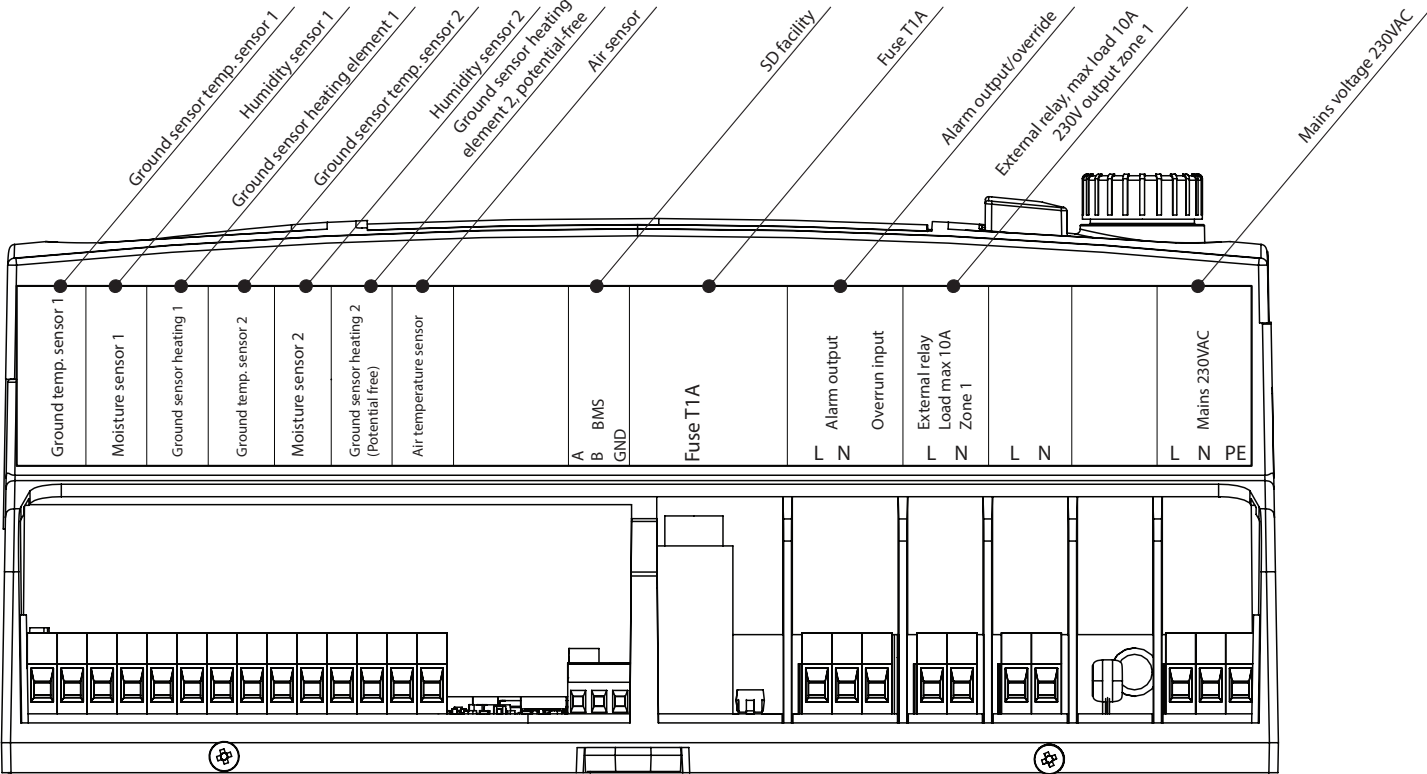 Ground sensor temp. sensor 1
Humidity sensor 1
Ground sensor heating element 1
Ground sensor temp. sensor 2
Humidity sensor 2
Ground sensor heating
element 2, potential-free
Air sensor
SD facility
Fuse T1A
Alarm output/override
External relay, max load 10A
230V output zone 1
Mains voltage 230VAC
Ground temp. sensor 1
Moisture sensor 1
Ground sensor heating 1
Ground temp. sensor 2
Moisture sensor 2
Ground sensor heating 2
(Potential free)
Air temperature sensor
A
B BMS
GND
Fuse T1A
Alarm output
Overrun input
L N
External relay
Load max 10A
Zone 1
L N
L N
Mains 230VAC
L N PE